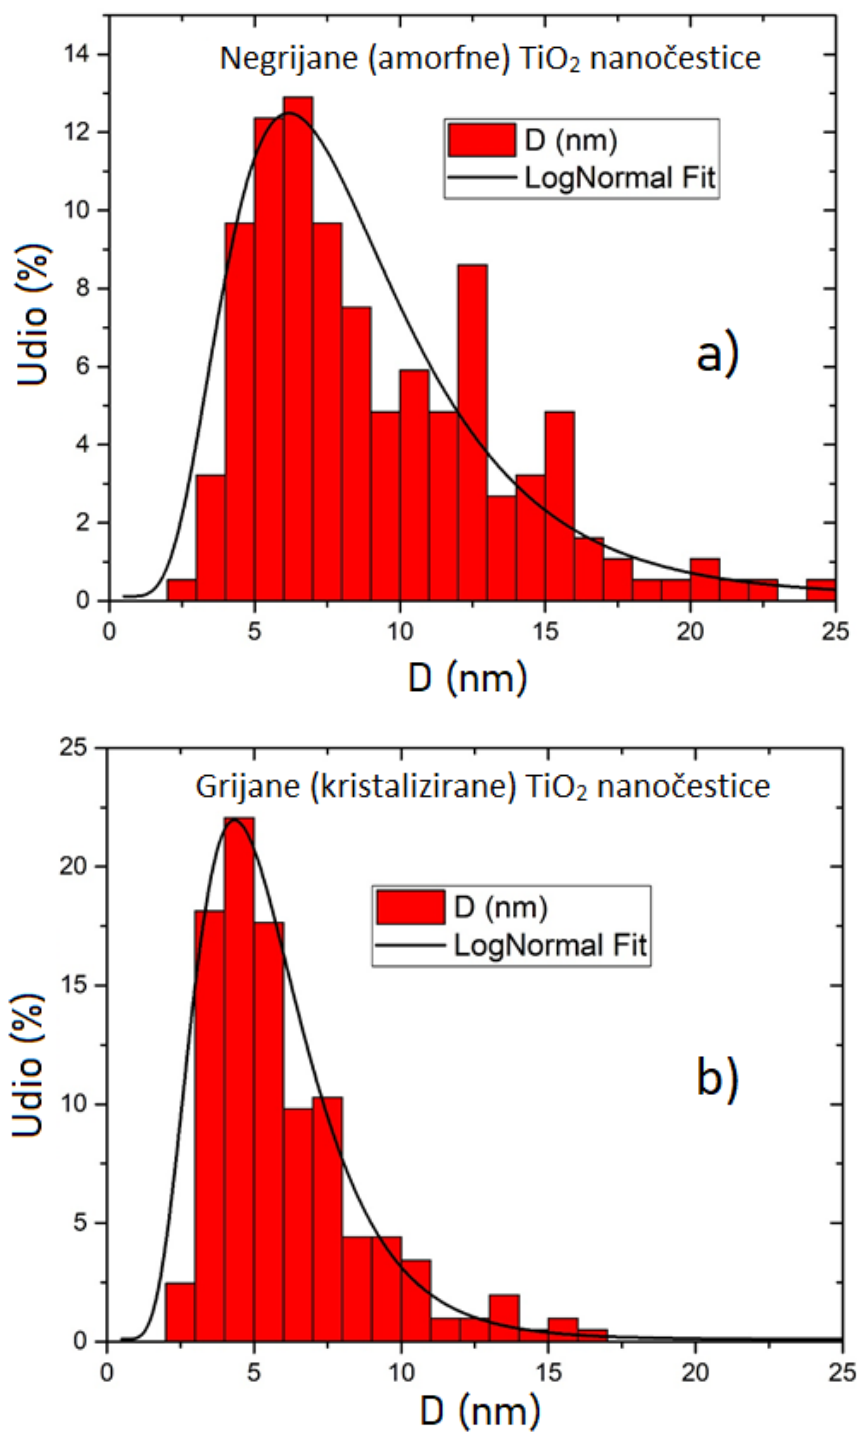 Negrijane (amorfne) TiO₂ nanočestice
D (nm)
LogNormal Fit
a)
Udio (%)
14
12
10
8
6
4
2
0
0 5 10 15 20 25
D (nm)
Grijane (kristalizirane) TiO₂ nanočestice
D (nm)
LogNormal Fit
b)
Udio (%)
25
20
15
10
5
0
0 5 10 15 20 25
D (nm)